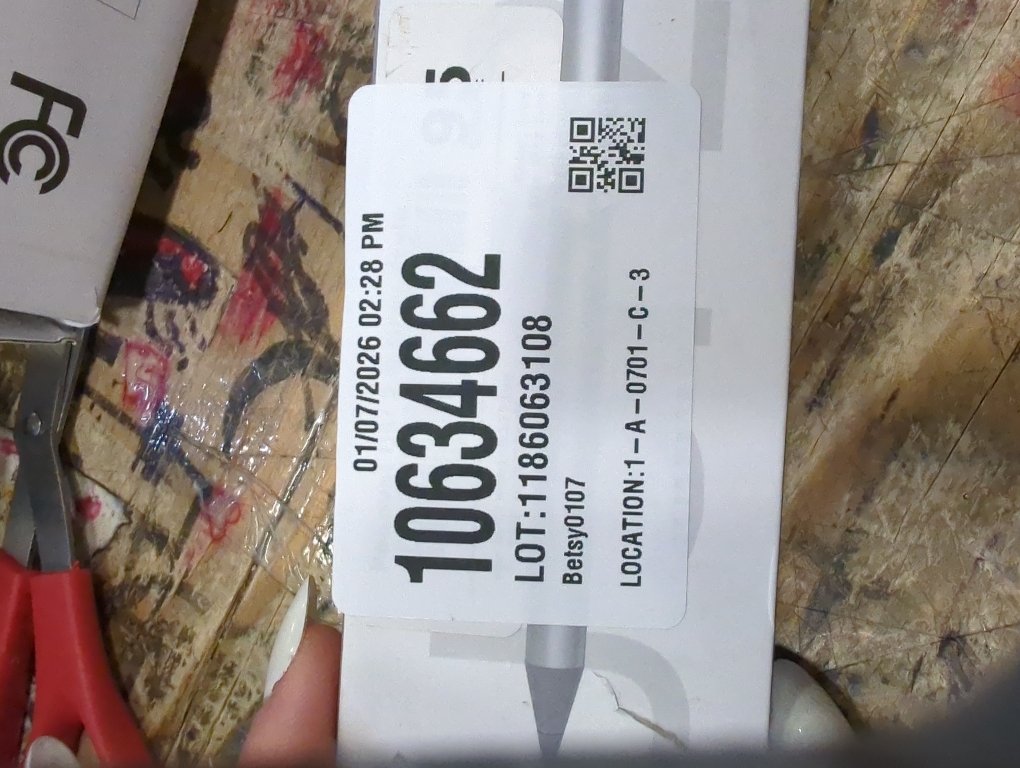 01/07/2026 02:28 PM
10634662
LOT:1186063108
Betsy0107
LOCATION:1-A-0701-C-3
FC